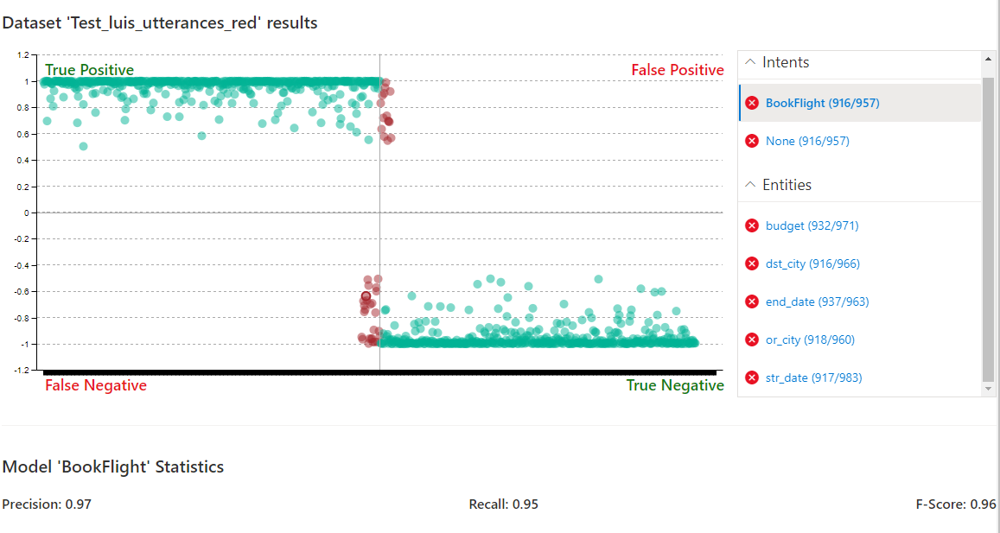 Dataset 'Test_luis_utterances_red' results
1.2
True Positive
False Positive
1
0.8
0.6
0.4
0.2
0
-0.2
-0.4
-0.6
-0.8
-1
-1.2
False Negative
True Negative
Intents
BookFlight (916/957)
None (916/957)
Entities
budget (932/971)
dst_city (916/966)
end_date (937/963)
or_city (918/960)
str_date (917/983)
Model 'BookFlight' Statistics
Precision: 0.97
Recall: 0.95
F-Score: 0.96